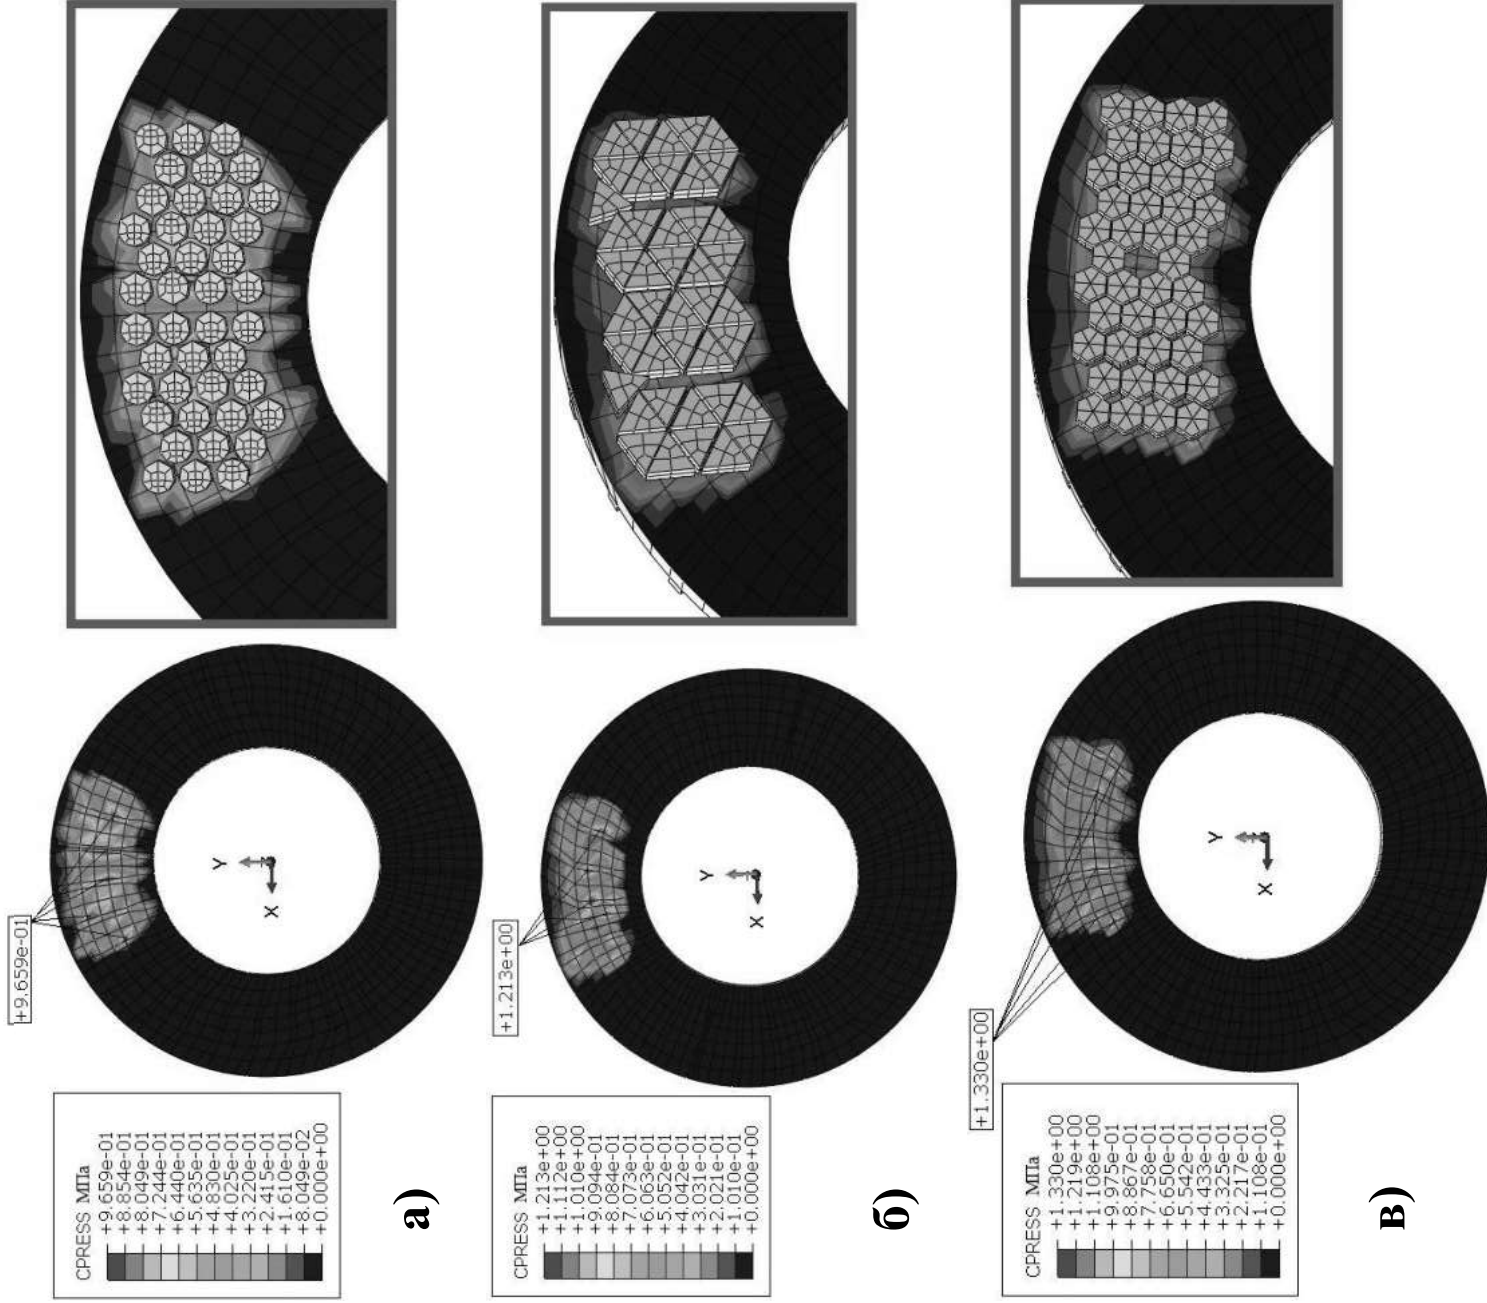 +9.659e-01
CPRESS МПа
+9.659e-01
+8.854e-01
+8.049e-01
+7.244e-01
+6.440e-01
+5.635e-01
+4.830e-01
+4.025e-01
+3.220e-01
+2.415e-01
+1.610e-01
+8.049e-02
+0.000e+00
Y
X
а)
+1.213e+00
CPRESS МПа
+1.213e+00
+1.112e+00
+1.010e+00
+9.094e-01
+8.084e-01
+7.073e-01
+6.063e-01
+5.052e-01
+4.042e-01
+3.031e-01
+2.021e-01
+1.010e-01
+0.000e+00
Y
X
б)
+1.330e+00
CPRESS МПа
+1.330e+00
+1.219e+00
+1.108e+00
+9.975e-01
+8.867e-01
+7.758e-01
+6.650e-01
+5.542e-01
+4.433e-01
+3.325e-01
+2.217e-01
+1.108e-01
+0.000e+00
Y
X
в)